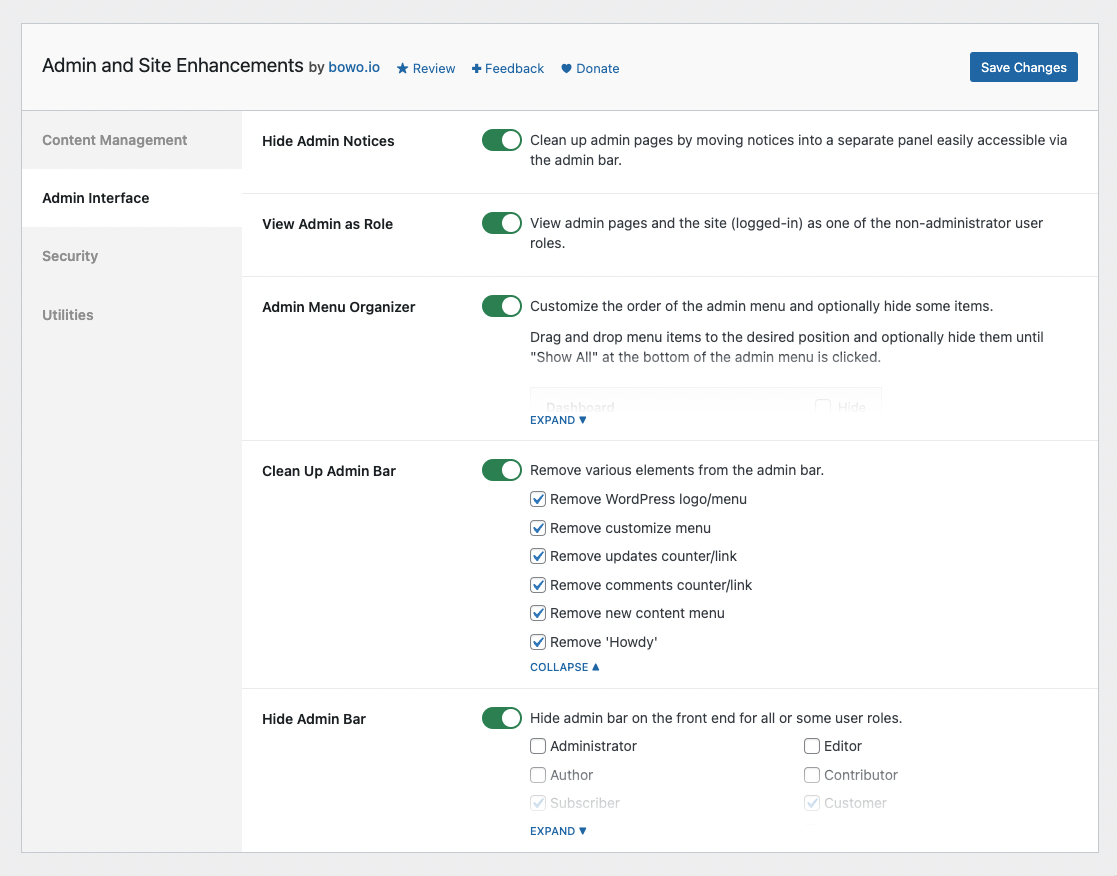 Admin and Site Enhancements by bowo.io Review Feedback Donate
Save Changes
Content Management
Admin Interface
Security
Utilities
Hide Admin Notices
Clean up admin pages by moving notices into a separate panel easily accessible via
the admin bar.
View Admin as Role
View admin pages and the site (logged-in) as one of the non-administrator user
roles.
Admin Menu Organizer
Customize the order of the admin menu and optionally hide some items.
Drag and drop menu items to the desired position and optionally hide them until
"Show All" at the bottom of the admin menu is clicked.
Dashboard Hide
EXPAND
Clean Up Admin Bar
Remove various elements from the admin bar.
Remove WordPress logo/menu
Remove customize menu
Remove updates counter/link
Remove comments counter/link
Remove new content menu
Remove 'Howdy'
COLLAPSE
Hide Admin Bar
Hide admin bar on the front end for all or some user roles.
Administrator Editor
Author Contributor
Subscriber Customer
EXPAND